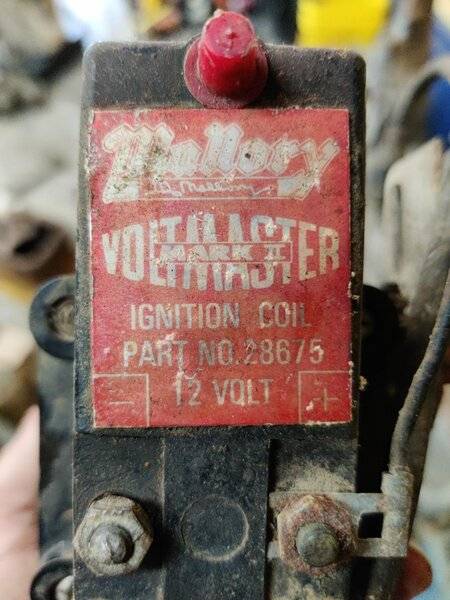 Mallory
VOLTMASTER
MARK II
IGNITION COIL
PART NO. 28675
- 12 VOLT +